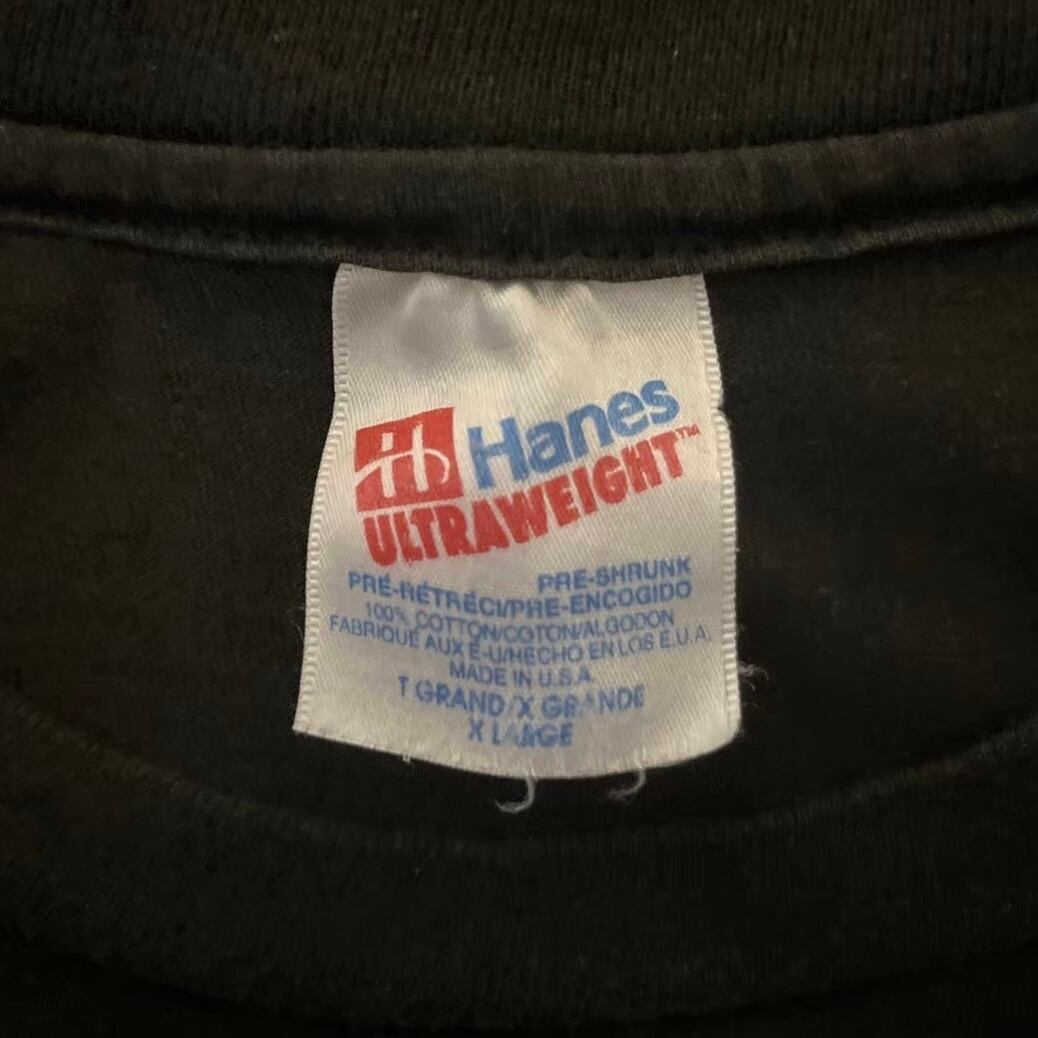 Hanes
ULTRAWEIGHT™
PRE-SHRUNK
PRÉ-RÉTRÉCI/PRE-ENCOGIDO
100% COTTON/COTON/ALGODON
FABRIQUÉ AUX É-U/HECHO EN LOS E.U.A.
MADE IN U.S.A.
T GRAND/X GRANDE
X LARGE